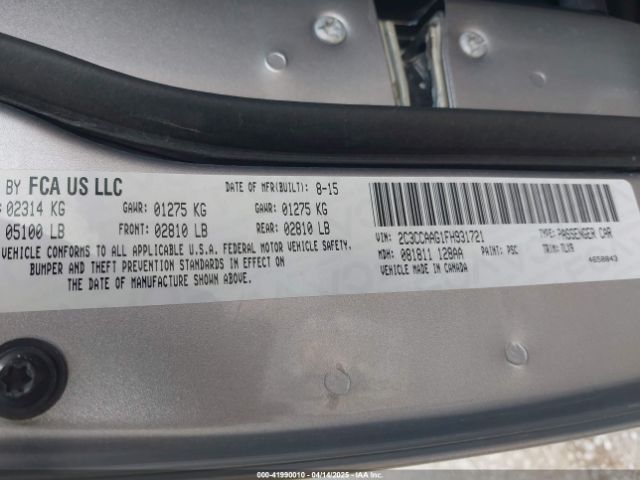 BY FCA US LLC
DATE OF MFR(BUILT): 8-15
02314 KG GAWR: 01275 KG GAWR: 01275 KG
05100 LB FRONT: 02810 LB REAR: 02810 LB
VEHICLE CONFORMS TO ALL APPLICABLE U.S.A. FEDERAL MOTOR VEHICLE SAFETY,
BUMPER AND THEFT PREVENTION STANDARDS IN EFFECT ON
THE DATE OF MANUFACTURE SHOWN ABOVE.
VIN: 2C3CCAAG1FH931721 TYPE: PASSENGER CAR
MDH: 081811 128AA PAINT: PSC TRIM: TLX9
VEHICLE MADE IN CANADA 4650843
000-41990010 - 04/14/2025 - IAAI.CA